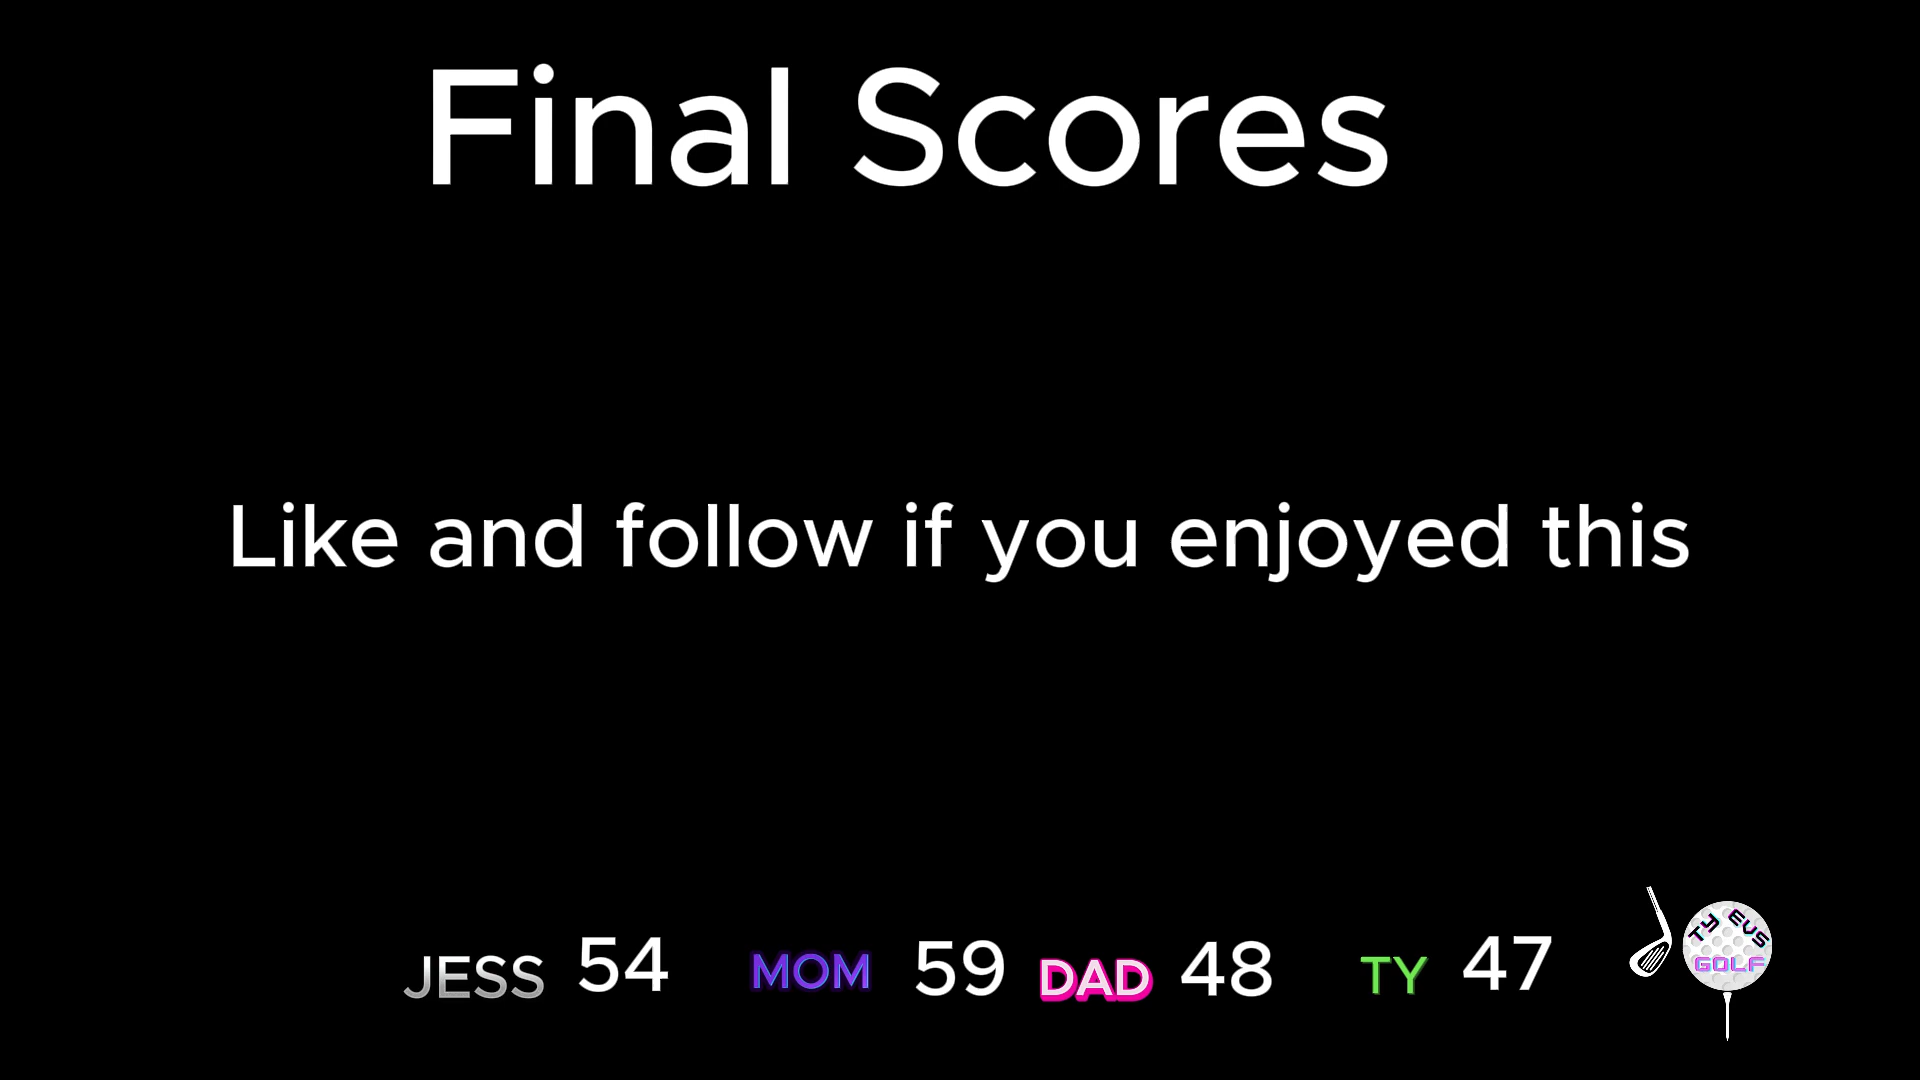 Final Scores
Like and follow if you enjoyed this
JESS 54 MOM 59 DAD 48 TY 47
TY EVS
GOLF